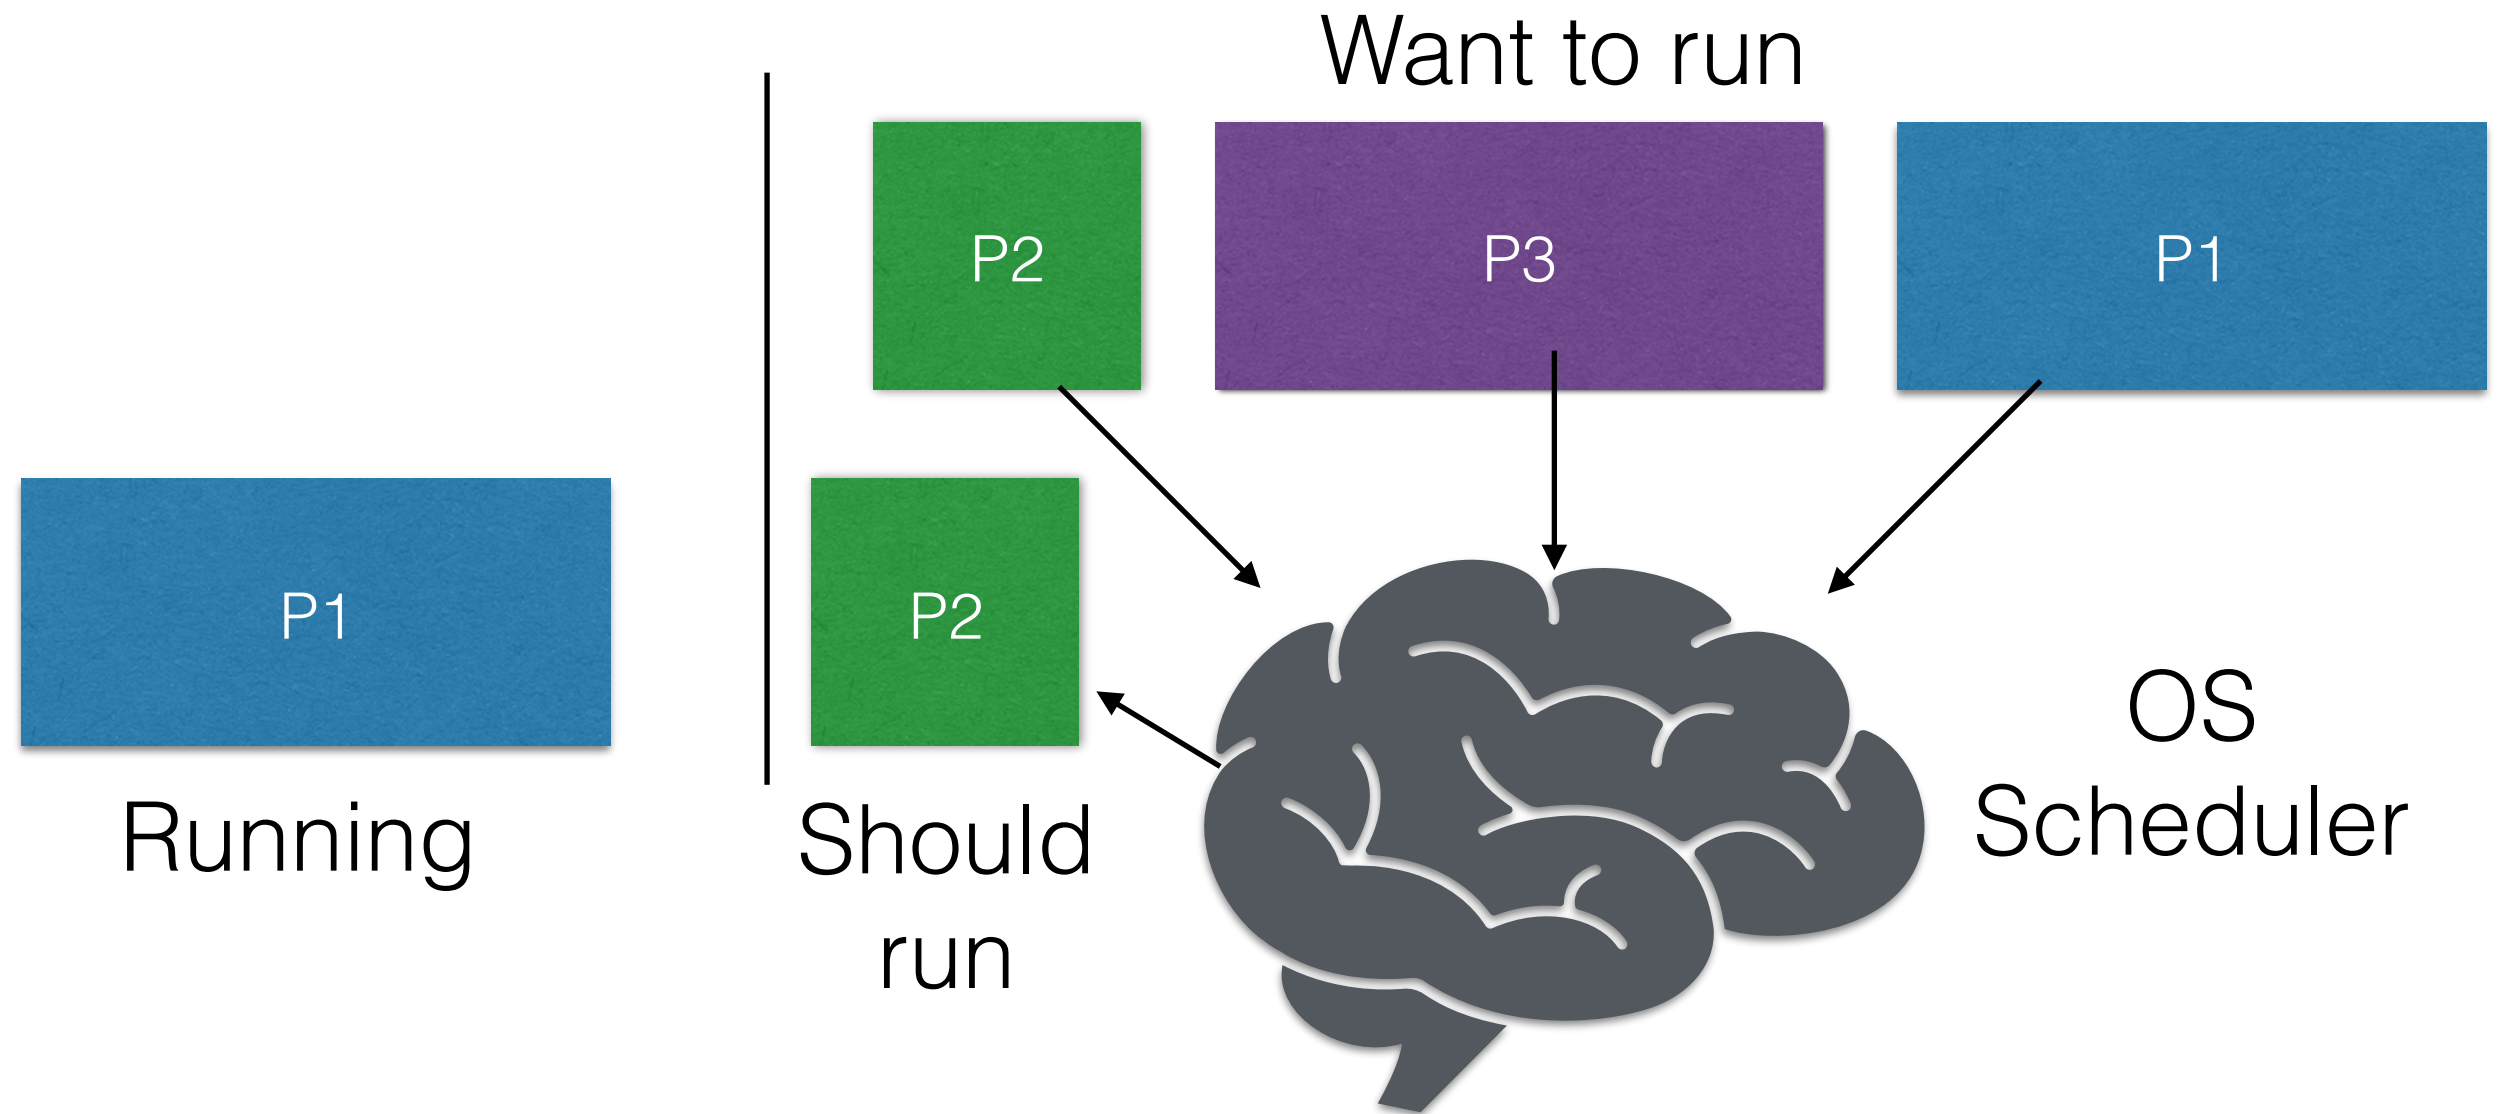 Want to run
P2
P3
P1
P1
P2
Running
Should
run
OS
Scheduler